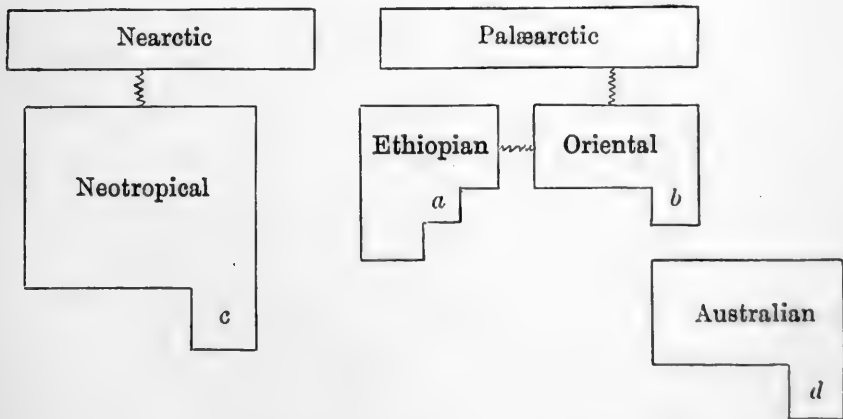 Nearctic
Palæarctic
Neotropical
Ethiopian
Oriental
a
b
c
Australian
d